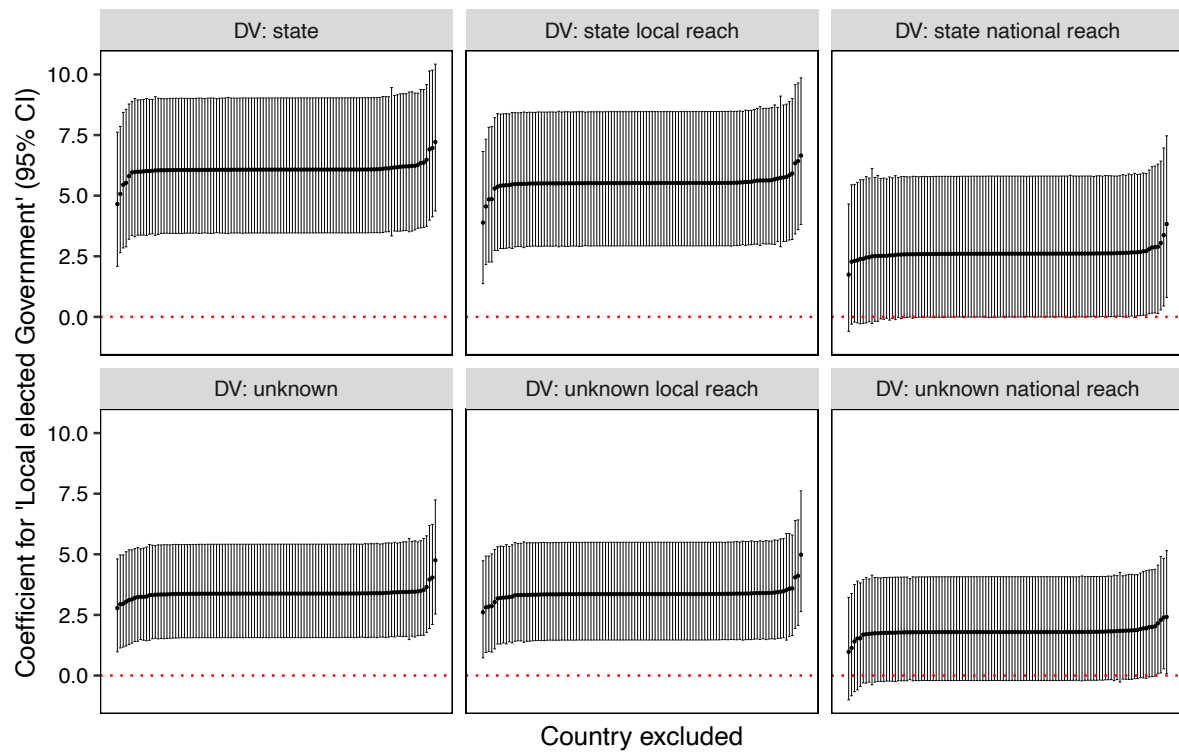 DV: state
DV: state local reach
DV: state national reach
10.0
7.5
5.0
2.5
0.0
DV: unknown
DV: unknown local reach
DV: unknown national reach
10.0
7.5
5.0
2.5
0.0
Coefficient for 'Local elected Government' (95% CI)
Country excluded